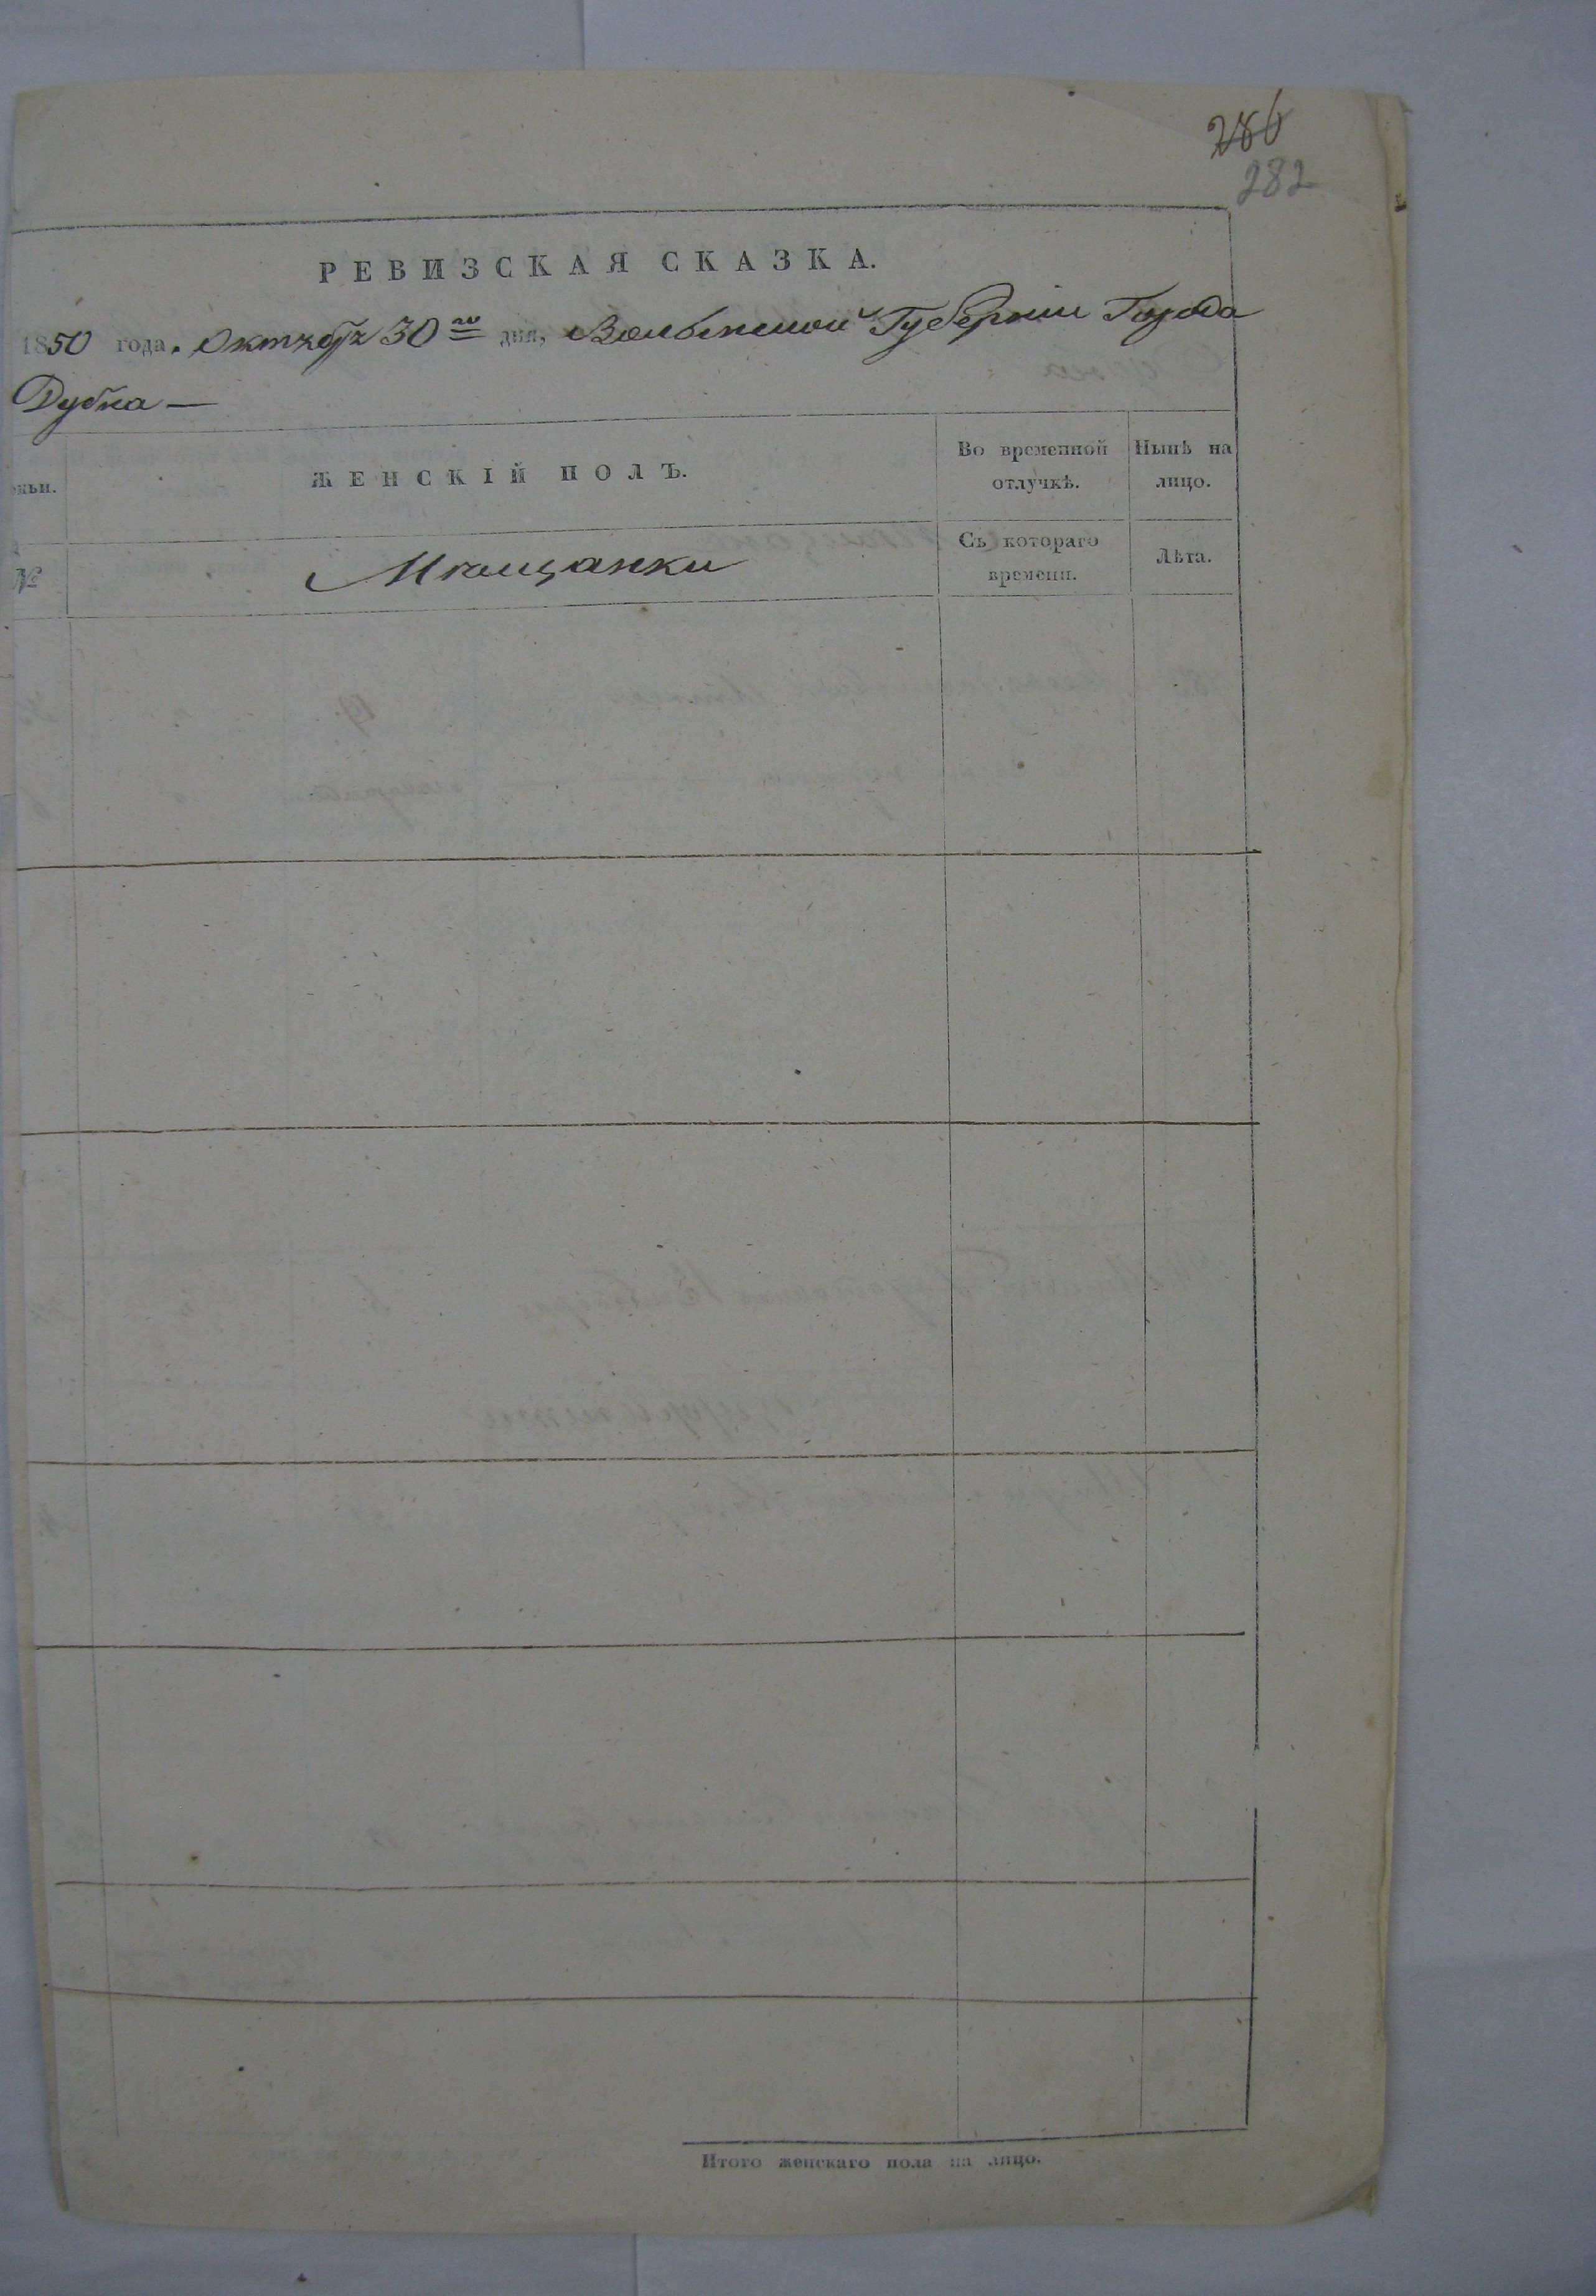 286
282
РЕВИЗСКАЯ СКАЗКА.
1850 года. Октября 30го дня, Волынской Губернии Города
Дубна —
женскій полъ.
Во временной отлучкѣ.
Нынѣ на лицо.
№
Мѣщанки
Съ котораго времени.
Лѣта.
Итого женскаго пола на лицо.